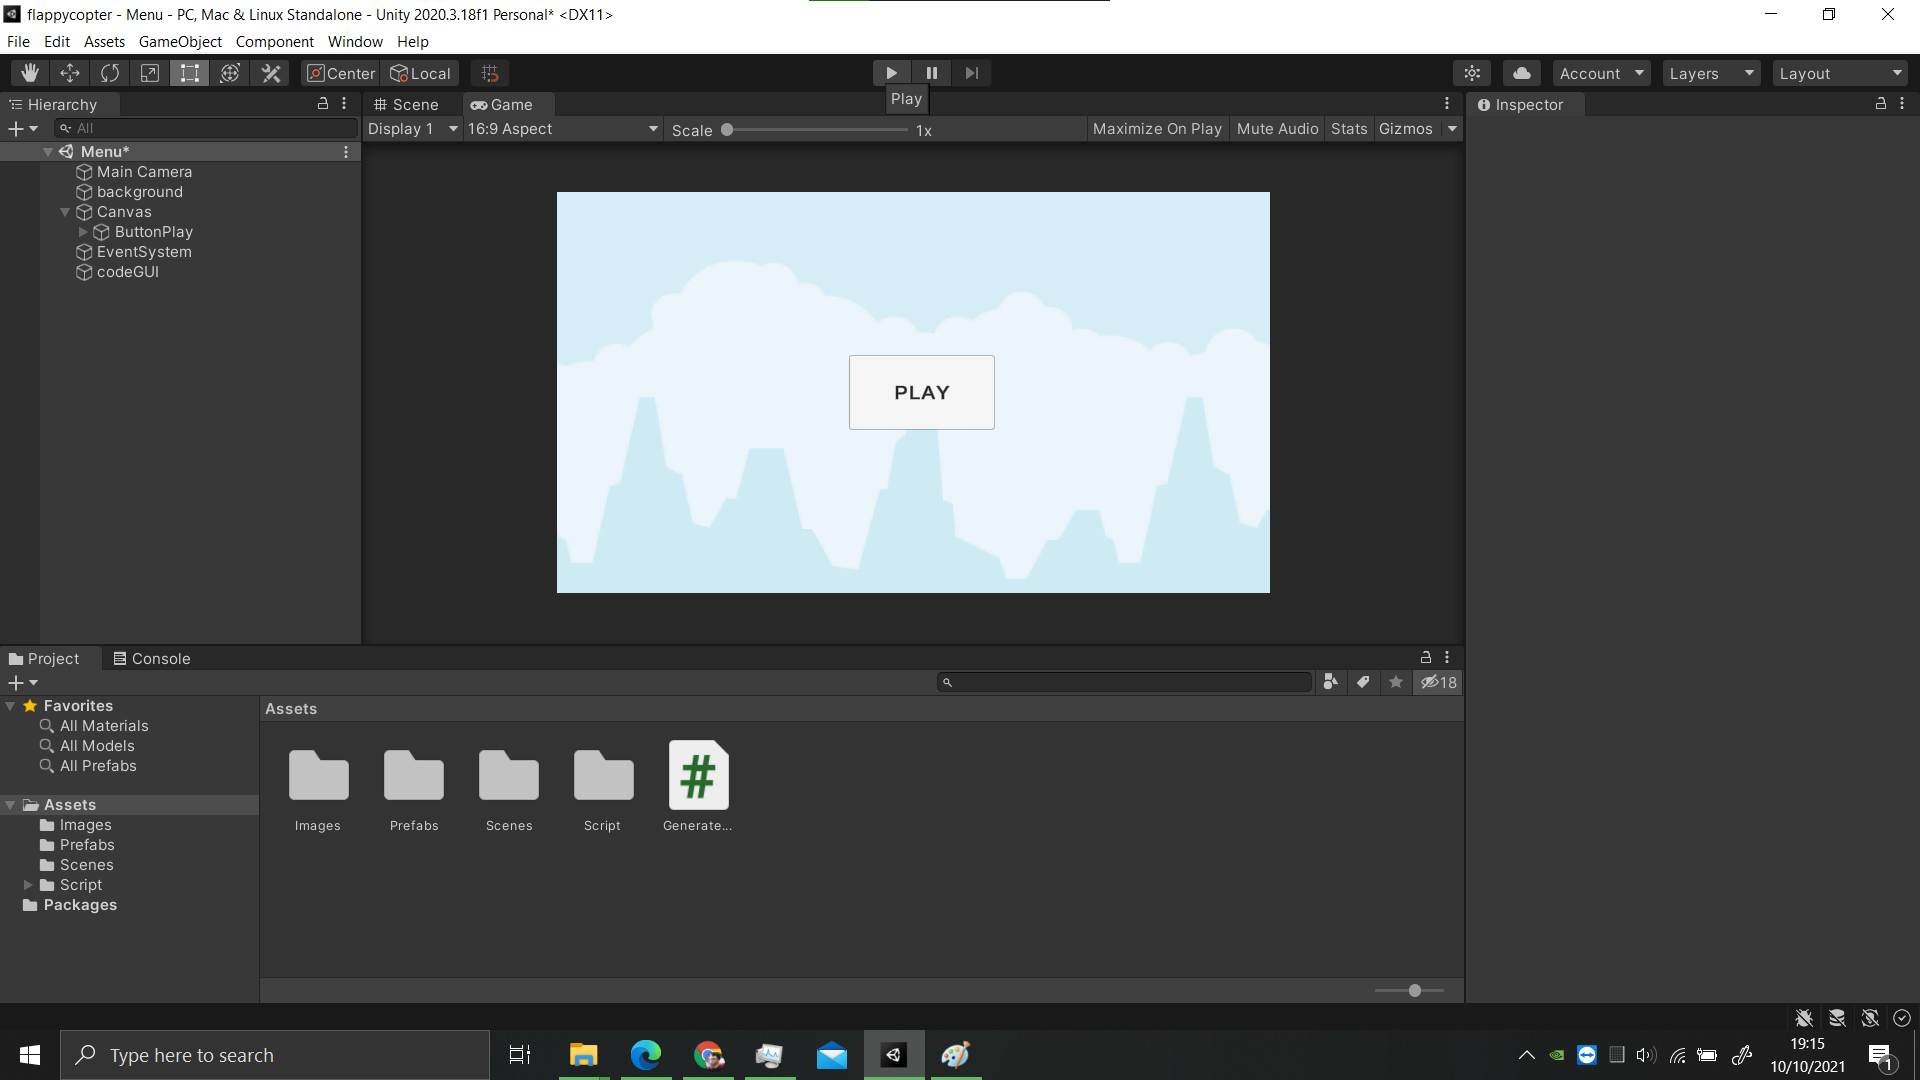 flappycopter - Menu - PC, Mac & Linux Standalone - Unity 2020.3.18f1 Personal* <DX11>
File Edit Assets GameObject Component Window Help
Center Local Account Layers Layout
Play
Hierarchy
All
Menu*
Main Camera
background
Canvas
ButtonPlay
EventSystem
codeGUI
Scene Game
Display 1 16:9 Aspect Scale 1x Maximize On Play Mute Audio Stats Gizmos
PLAY
Inspector
Project Console
18
Favorites
All Materials
All Models
All Prefabs
Assets
Images
Prefabs
Scenes
Script
Packages
Assets
Images Prefabs Scenes Script Generate...
Type here to search
19:15
10/10/2021
1